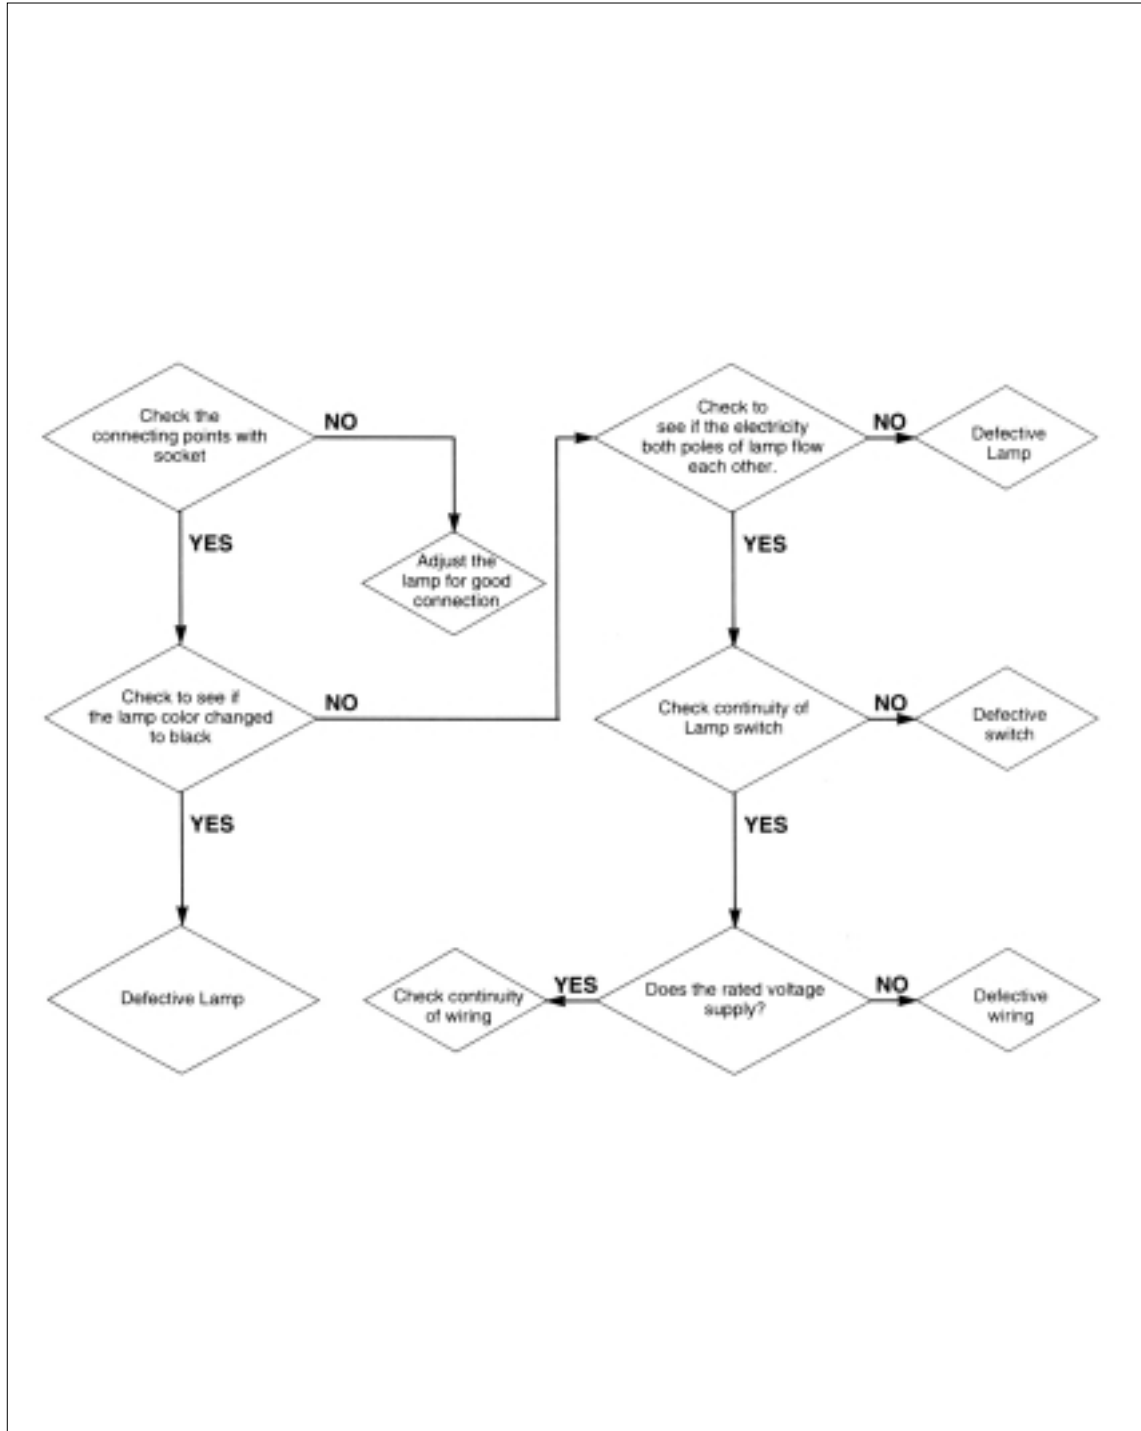 Check the
connecting points with
socket
NO
YES
Adjust the
lamp for good
connection
Check to see if
the lamp color changed
to black
NO
YES
Defective Lamp
Check to
see if the electricity
both poles of lamp flow
each other.
NO
Defective
Lamp
YES
Check continuity of
Lamp switch
NO
Defective
switch
YES
Does the rated voltage
supply?
YES
Check continuity
of wiring
NO
Defective
wiring